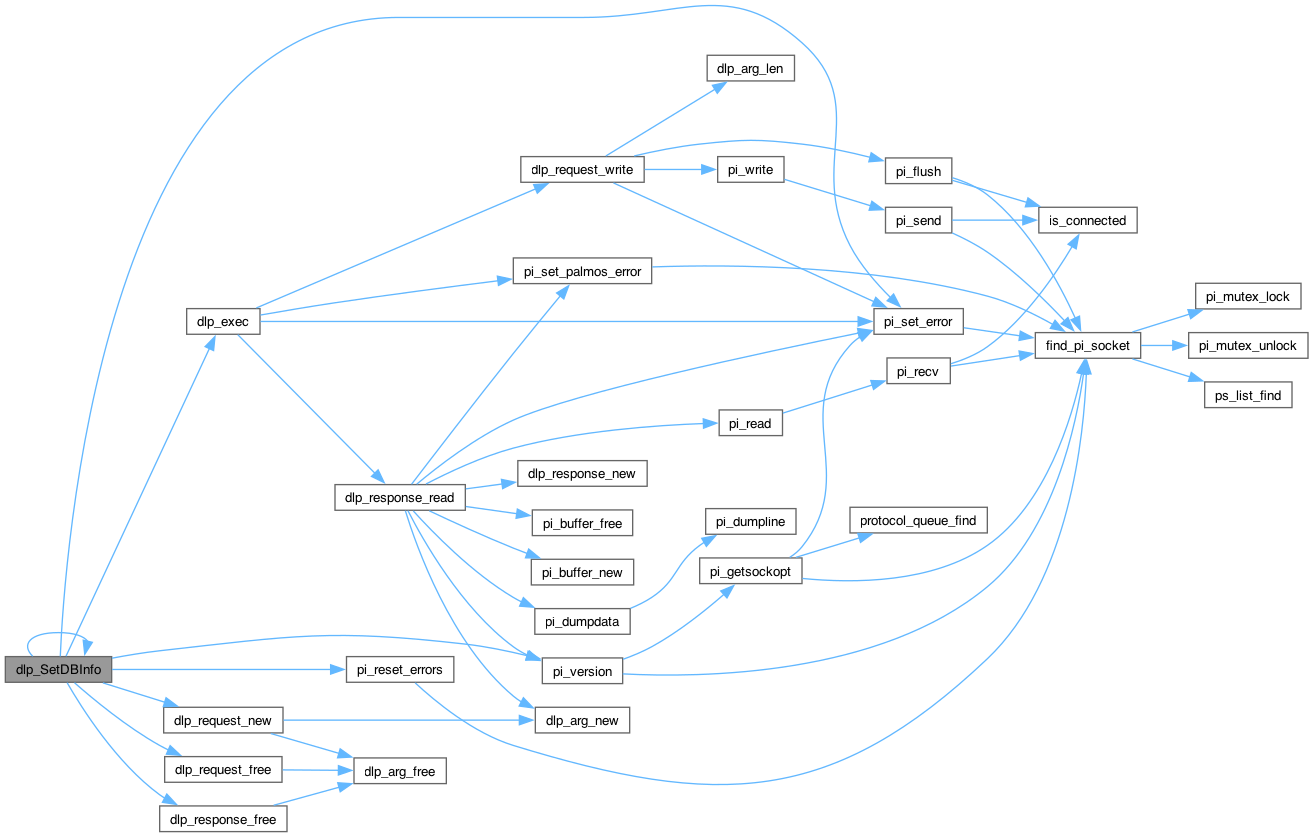 dlp_arg_len
dlp_request_write
pi_write
pi_flush
pi_send
is_connected
pi_set_palmos_error
pi_mutex_lock
dlp_exec
pi_set_error
find_pi_socket
pi_mutex_unlock
pi_recv
ps_list_find
pi_read
dlp_response_new
dlp_response_read
pi_buffer_free
pi_dumpline
protocol_queue_find
pi_buffer_new
pi_getsockopt
pi_dumpdata
dlp_SetDBInfo
pi_reset_errors
pi_version
dlp_request_new
dlp_arg_new
dlp_request_free
dlp_arg_free
dlp_response_free